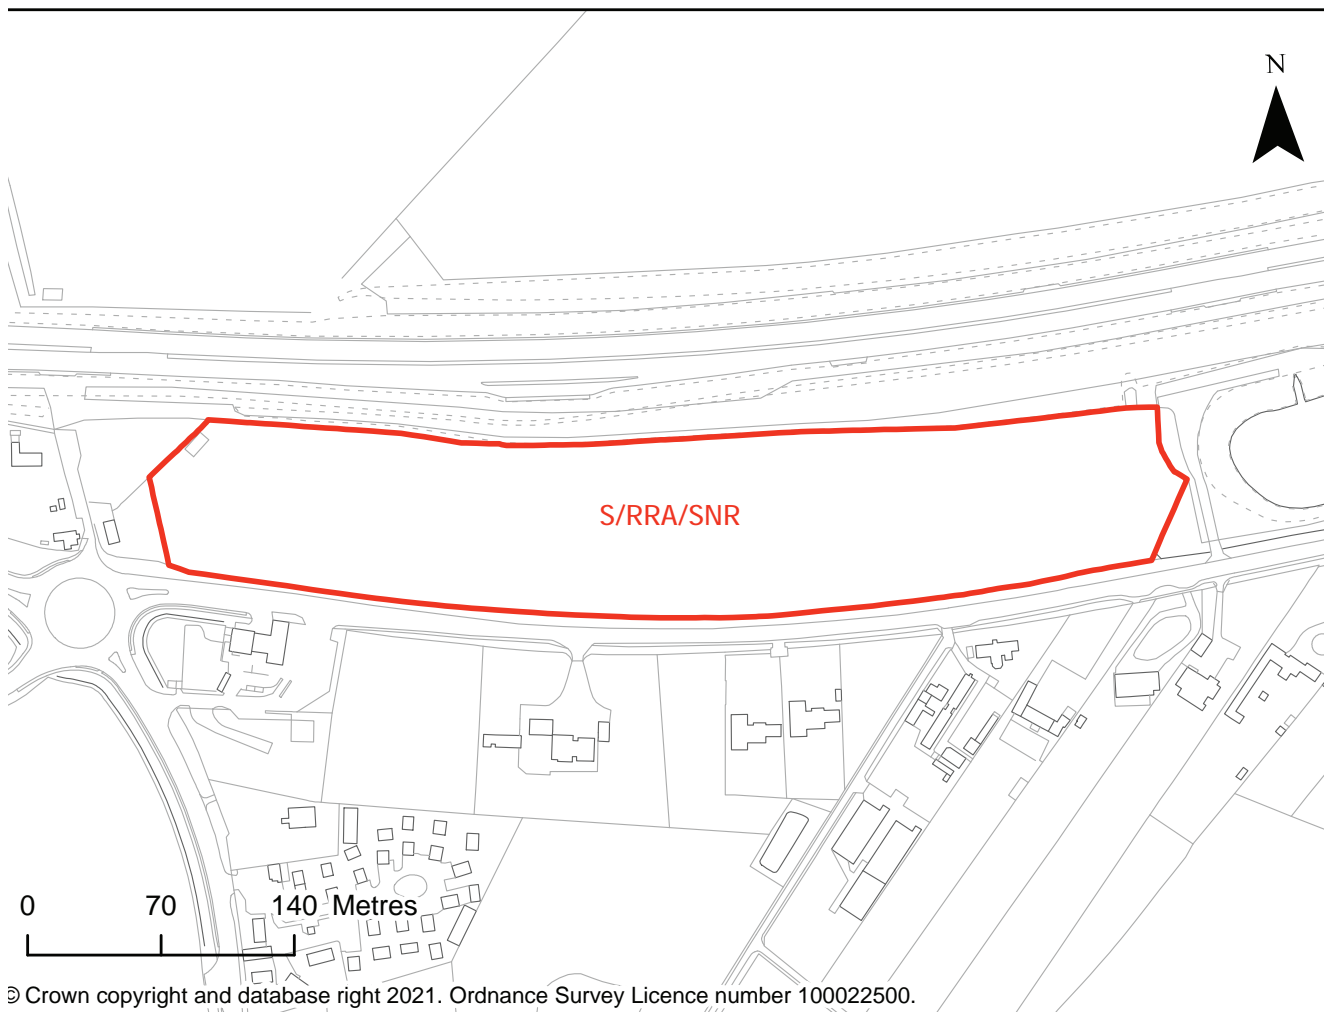 N
S/RRA/SNR
0 70 140 Metres
© Crown copyright and database right 2021. Ordnance Survey Licence number 100022500.